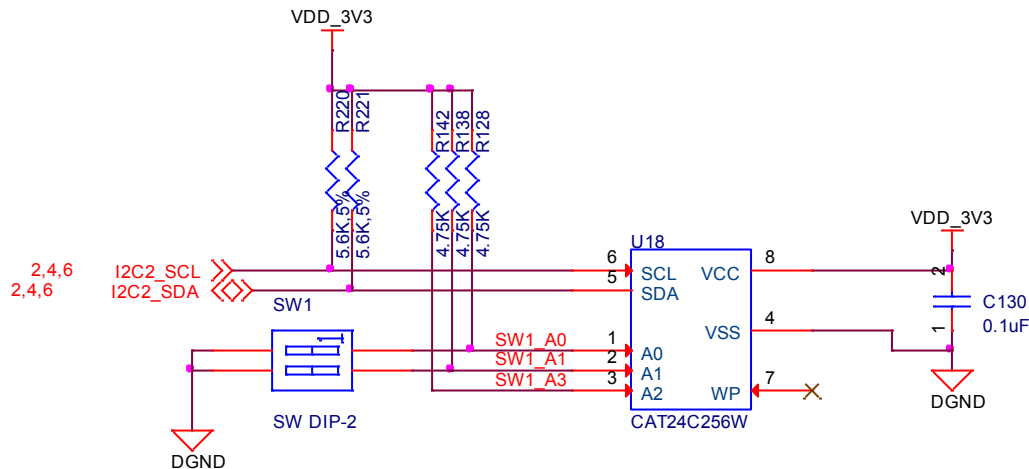 VDD_3V3
R220
R221
R142
R138
R128
5.6K,5%
5.6K,5%
4.75K
4.75K
4.75K
VDD_3V3
U18
2,4,6 I2C2_SCL
6 SCL VCC 8
2,4,6 I2C2_SDA
5 SDA
2
C130
0.1uF
1
SW1
4 VSS
1
SW1_A0 1 A0
SW1_A1 2 A1
SW1_A3 3 A2
WP 7
DGND
SW DIP-2
CAT24C256W
DGND